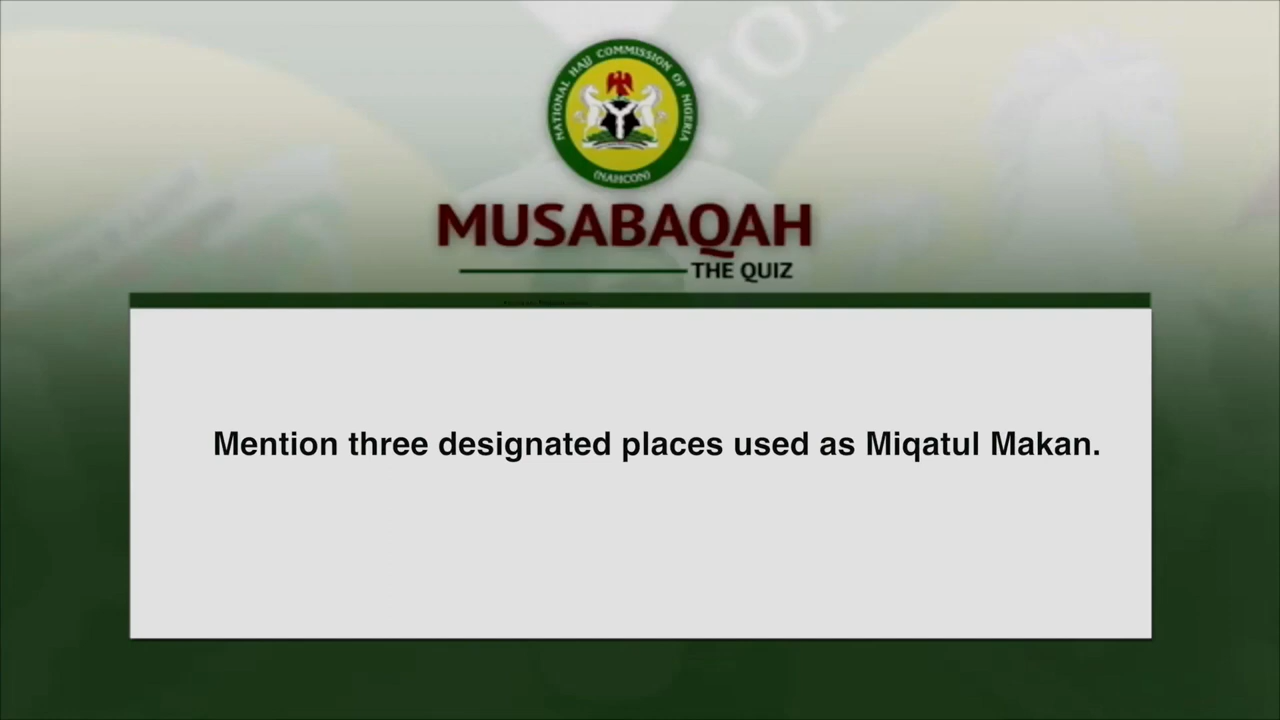 NATIONAL HAJJ COMMISSION OF NIGERIA
(NAHCON)
MUSABAQAH
THE QUIZ
Mention three designated places used as Miqatul Makan.